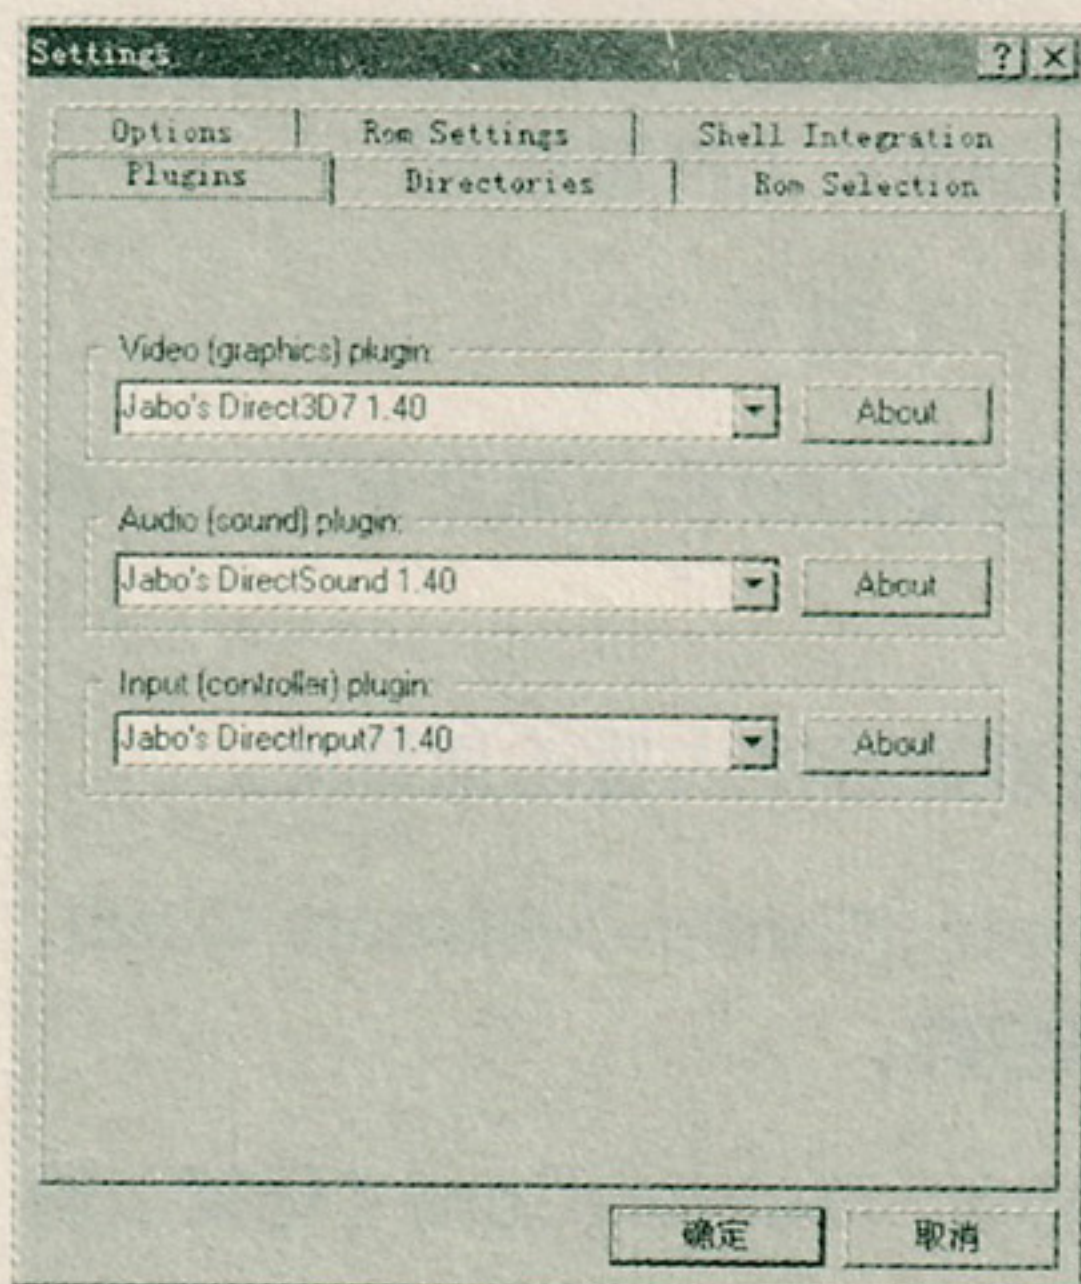 Settings
Options Rom Settings Shell Integration
Plugins Directories Rom Selection
Video (graphics) plugin:
Jabo's Direct3D7 1.40 About
Audio (sound) plugin:
Jabo's DirectSound 1.40 About
Input (controller) plugin:
Jabo's DirectInput7 1.40 About
确定 取消